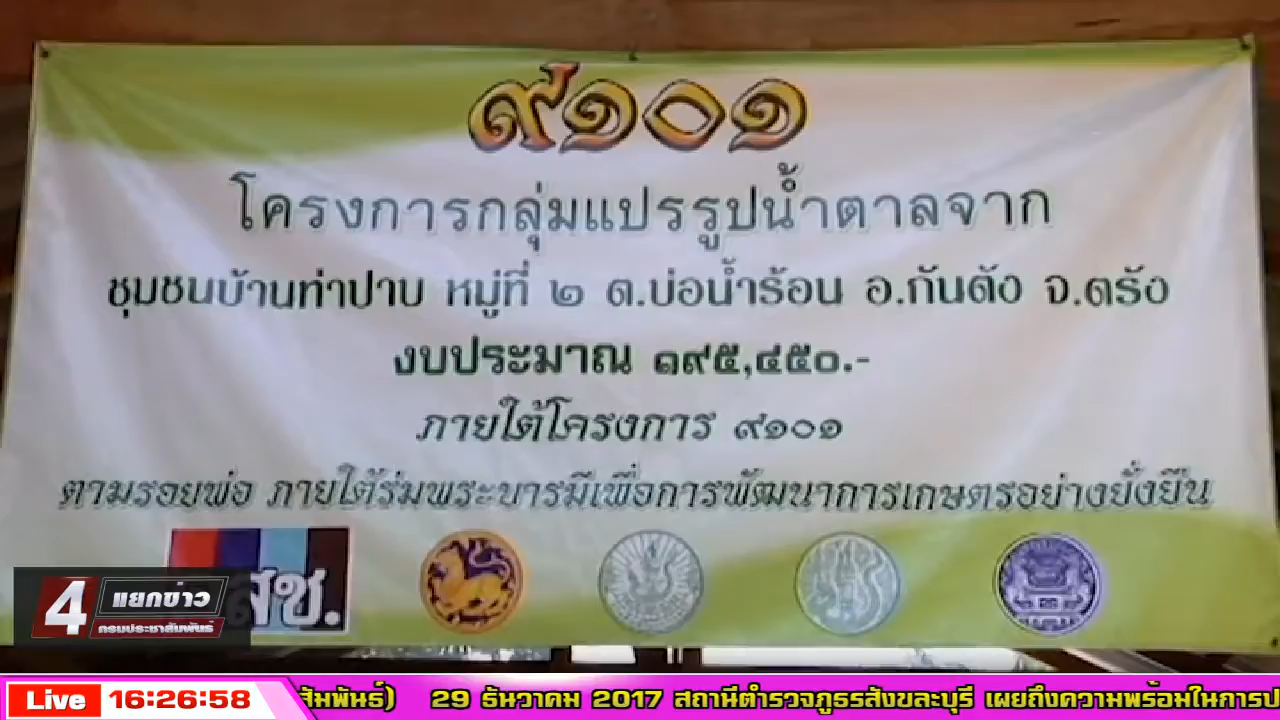 ๙๑๐๑
โครงการกลุ่มแปรรูปน้ำตาลจาก
ชุมชนบ้านท่าปาบ หมู่ที่ ๒ ต.บ่อน้ำร้อน อ.กันตัง จ.ตรัง
งบประมาณ ๑๙๕,๔๕๐.-
ภายใต้โครงการ ๙๑๐๑
ตามรอยพ่อ ภายใต้ร่มพระบารมีเพื่อการพัฒนาการเกษตรอย่างยั่งยืน
สช.
4 แยกข่าว
กรมประชาสัมพันธ์
Live 16:26:58 สัมพันธ์) 29 ธันวาคม 2017 สถานีตำรวจภูธรสังขละบุรี เผยถึงความพร้อมในการป